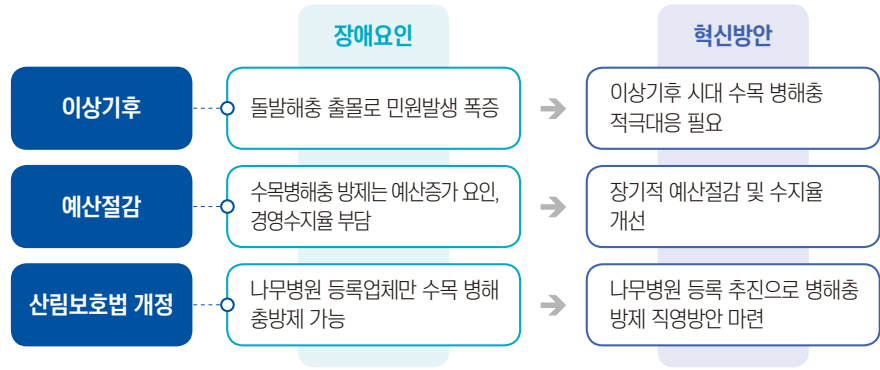 장애요인
혁신방안
이상기후
돌발해충 출몰로 민원발생 폭증
이상기후 시대 수목 병해충
적극대응 필요
예산절감
수목병해충 방제는 예산증가 요인,
경영수지율 부담
장기적 예산절감 및 수지율
개선
산림보호법 개정
나무병원 등록업체만 수목 병해
충방제 가능
나무병원 등록 추진으로 병해충
방제 직영방안 마련